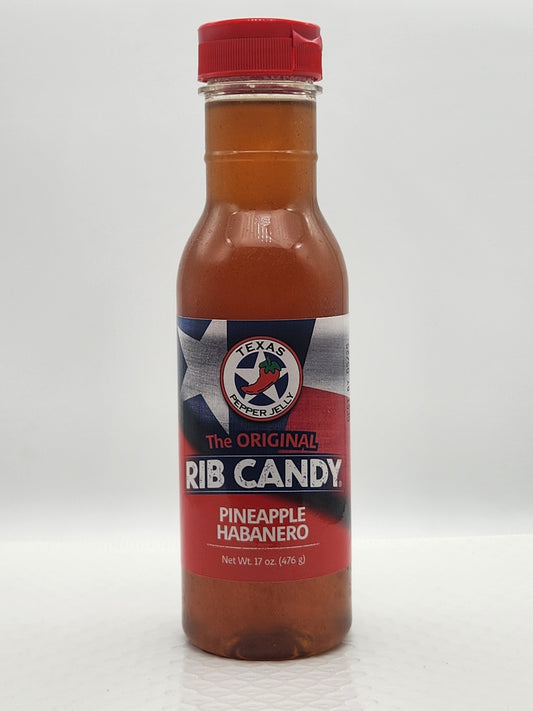 TEXAS
PEPPER JELLY
The ORIGINAL
RIB CANDY®
PINEAPPLE
HABANERO
Net Wt. 17 oz. (476 g)